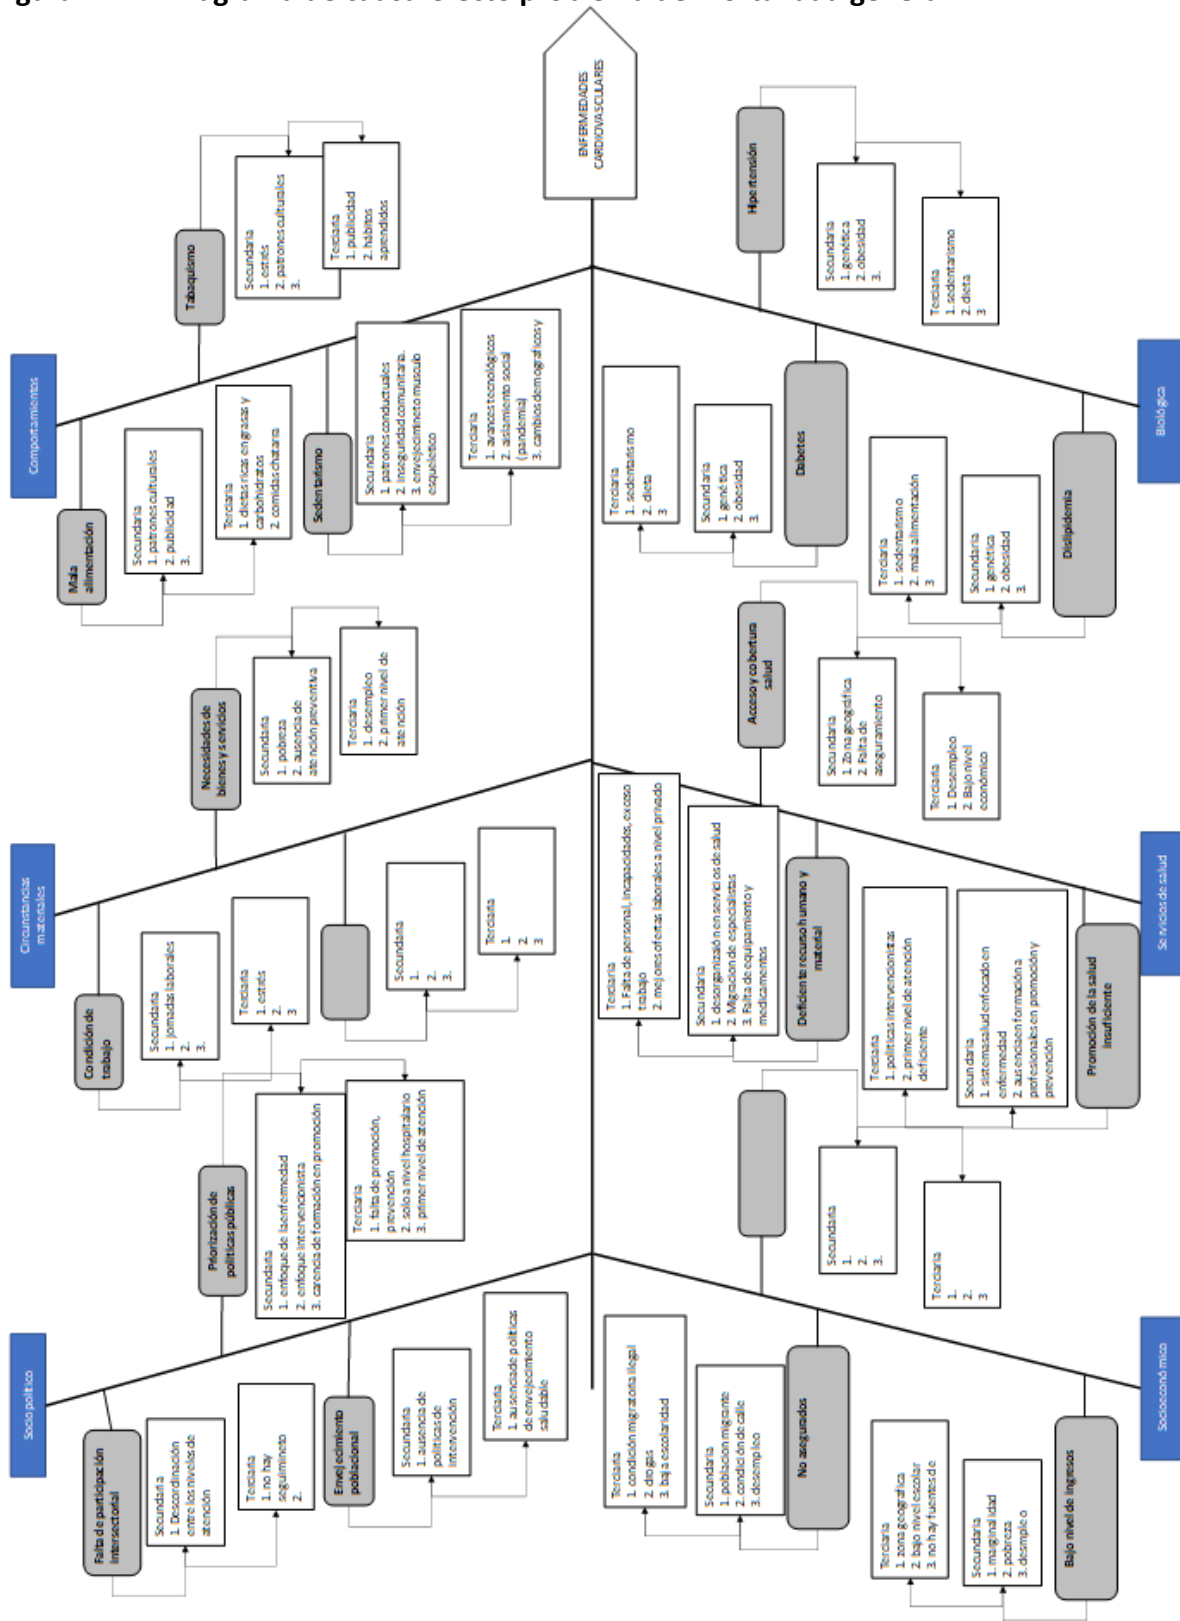 ENFERMEDADES
CARDIOVASCULARES
Comportamientos
Tabaquismo
Secundaria
1. estrés
2. patrones culturales
3.
Terciaria
1. publicidad
2. hábitos
aprendidos
Mala
alimentación
Secundaria
1. patrones culturales
2. publicidad
3.
Terciaria
1. dietas ricas en grasas y
carbohidratos
2. comidas chatarra
Sedentarismo
Secundaria
1. patrones conductuales
2. inseguridad comunitaria.
3. envejecimineto musculo
esqueletico
Terciaria
1. avances tecnológicos
2. aislamiento social
(pandemia)
3. cambios demograficos y
Circunstancias
materiales
Necesidades de
bienes y servicios
Secundaria
1. pobreza
2. ausencia de
atención preventiva
Terciaria
1. desempleo
2. primer nivel de
atención
Condición de
trabajo
Secundaria
1. jornadas laborales
2.
3.
Terciaria
1. estrés
2.
3
Secundaria
1.
2.
3.
Terciaria
1
2.
3
Socio político
Priorización de
políticas públicas
Secundaria
1. enfoque de la enfermedad
2. enfoque intervencionista
3. carencia de formación en promoción
Terciaria
1. falta de promoción,
prevención
2. solo a nivel hospitalario
3. primer nivel de atención
Falta de participación
intersectorial
Secundaria
1. Descordinación
entre los niveles de
atención
Terciaria
1. no hay
seguimineto
2.
Envejecimiento
poblacional
Secundaria
1. ausencia de
políticas de
intervención
Terciaria
1. ausencia de políticas
de envejecimiento
saludable
Biológica
Hipertensión
Secundaria
1. genética
2. obesidad
3.
Terciaria
1. sedentarismo
2. dieta
3
Diabetes
Terciaria
1. sedentarismo
2. dieta
3
Secundaria
1. genética
2. obesidad
3.
Dislipidemia
Terciaria
1. sedentarismo
2. mala alimentación
3
Secundaria
1. genética
2. obesidad
3.
Servicios de salud
Acceso y cobertura
salud
Secundaria
1. Zona geográfica
2. Falta de
aseguramiento
Terciaria
1. Desempleo
2. Bajo nivel
económico
Deficiente recurso humano y
material
Terciaria
1. Falta de personal, incapacidades, exceso
trabajo
2. mejores ofertas laborales a nivel privado
Secundaria
1. desorganizaión en servicios de salud
2. Migracion de especialistas
3. Falta de equipamiento y
medicamentos
Promoción de la salud
insuficiente
Terciaria
1. políticas intervencionistas
2. primer nivel de atención
deficiente
Secundaria
1. sistema salud enfocado en
enfermedad
2. ausencia en formación a
profesionales en promoción y
prevención
Socioeconómico
Secundaria
1.
2.
3.
Terciaria
1.
2.
3
No asegurados
Terciaria
1. condición migratoria ilegal
2. drogas
3. baja escolaridad
Secundaria
1. poblacion migrante
2. condición de calle
3. desempleo
Bajo nivel de ingresos
Terciaria
1. zona geografica
2. bajo nivel escolar
3. no hay fuentes de
Secundaria
1. marginalidad
2. pobreza
3. desmpleo